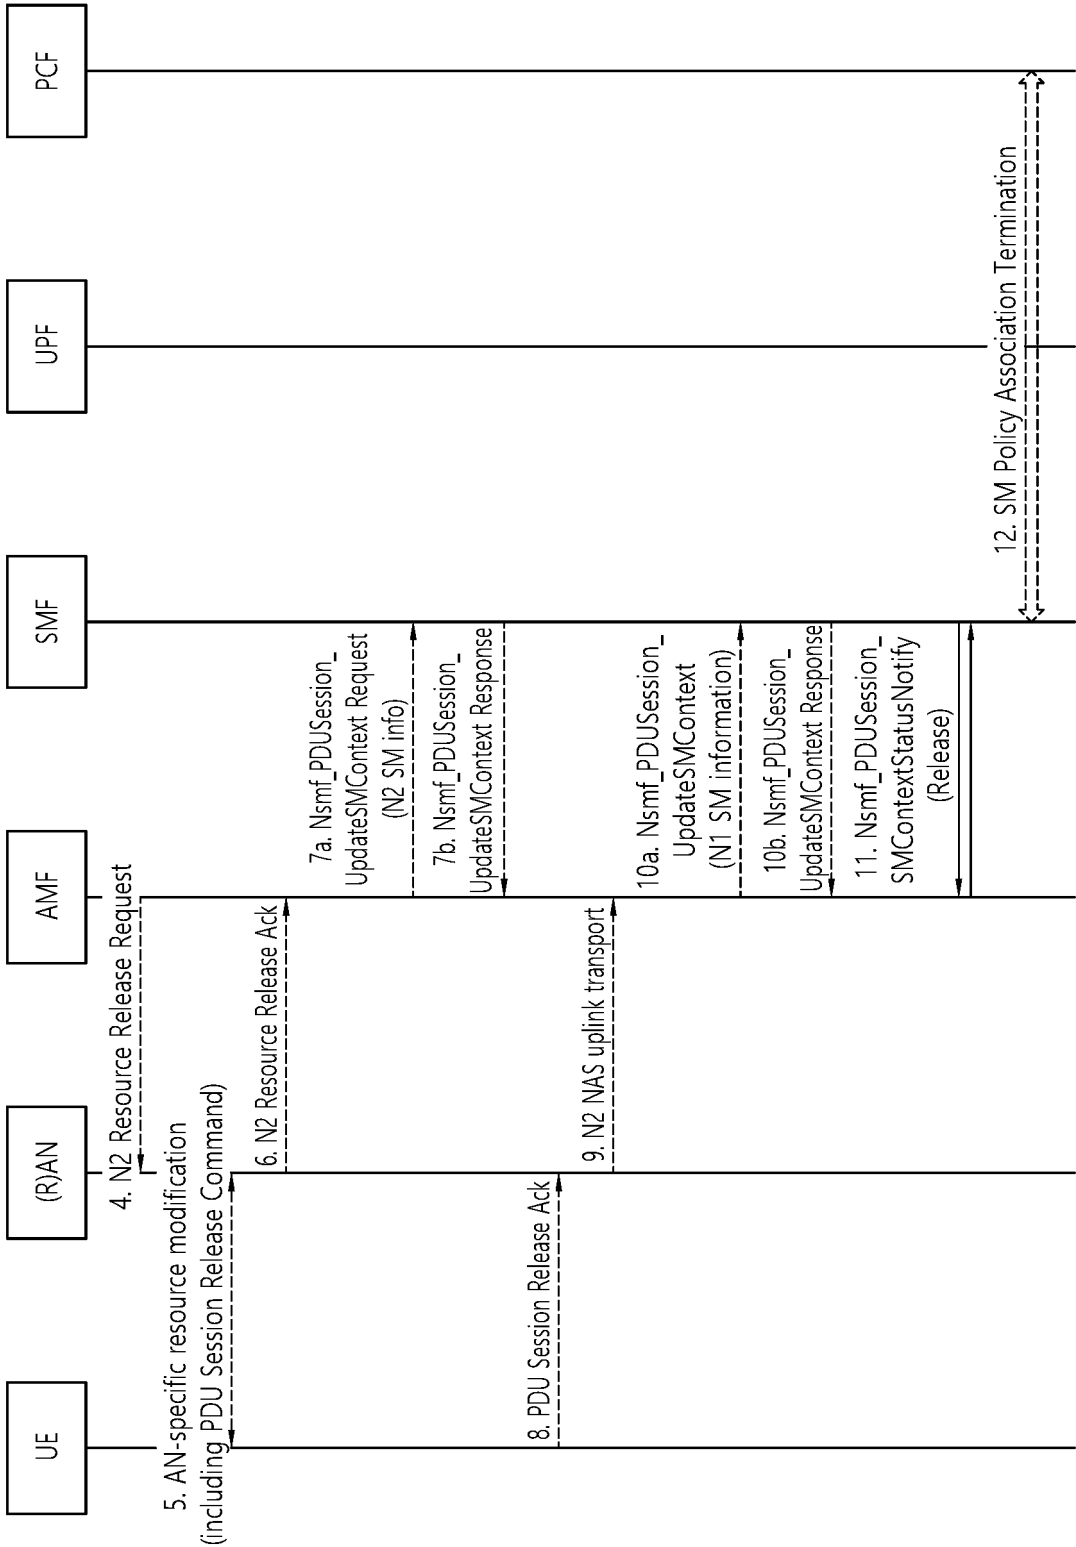 UE
(R)AN
AMF
SMF
UPF
PCF
4. N2 Resource Release Request
5. AN-specific resource modification
(including PDU Session Release Command)
6. N2 Resource Release Ack
7a. Nsmf_PDUSession_
UpdateSMContext Request
(N2 SM info)
7b. Nsmf_PDUSession_
UpdateSMContext Response
8. PDU Session Release Ack
9. N2 NAS uplink transport
10a. Nsmf_PDUSession_
UpdateSMContext
(N1 SM information)
10b. Nsmf_PDUSession_
UpdateSMContext Response
11. Nsmf_PDUSession_
SMContextStatusNotify
(Release)
12. SM Policy Association Termination